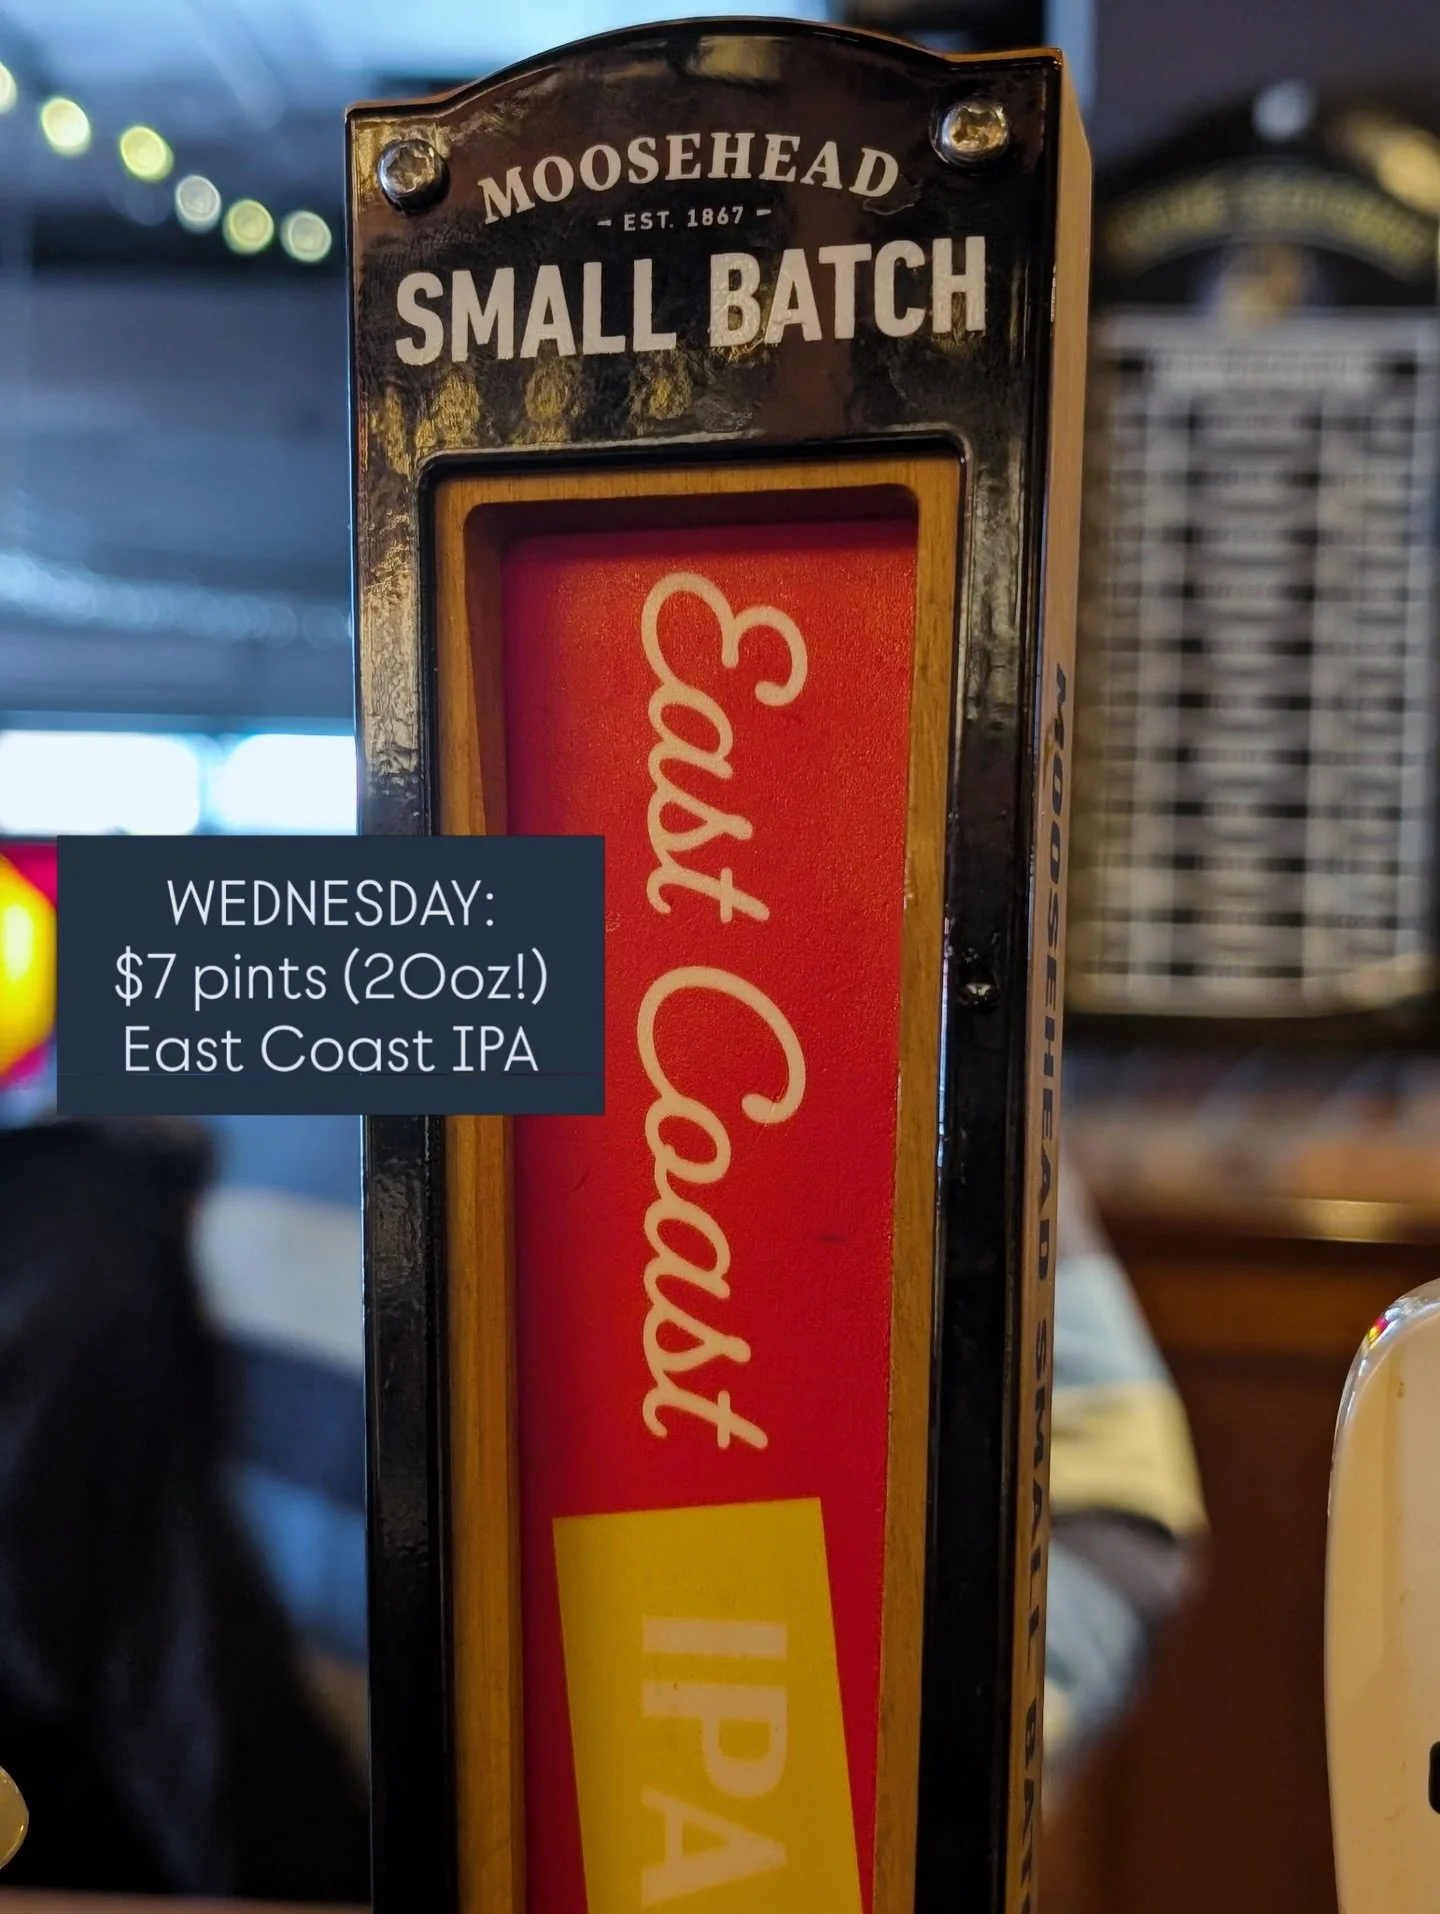 MOOSEHEAD
- EST. 1867 -
SMALL BATCH
East Coast
IPA
WEDNESDAY:
$7 pints (20oz!)
East Coast IPA
MOOSEHEAD SMALL BATCH